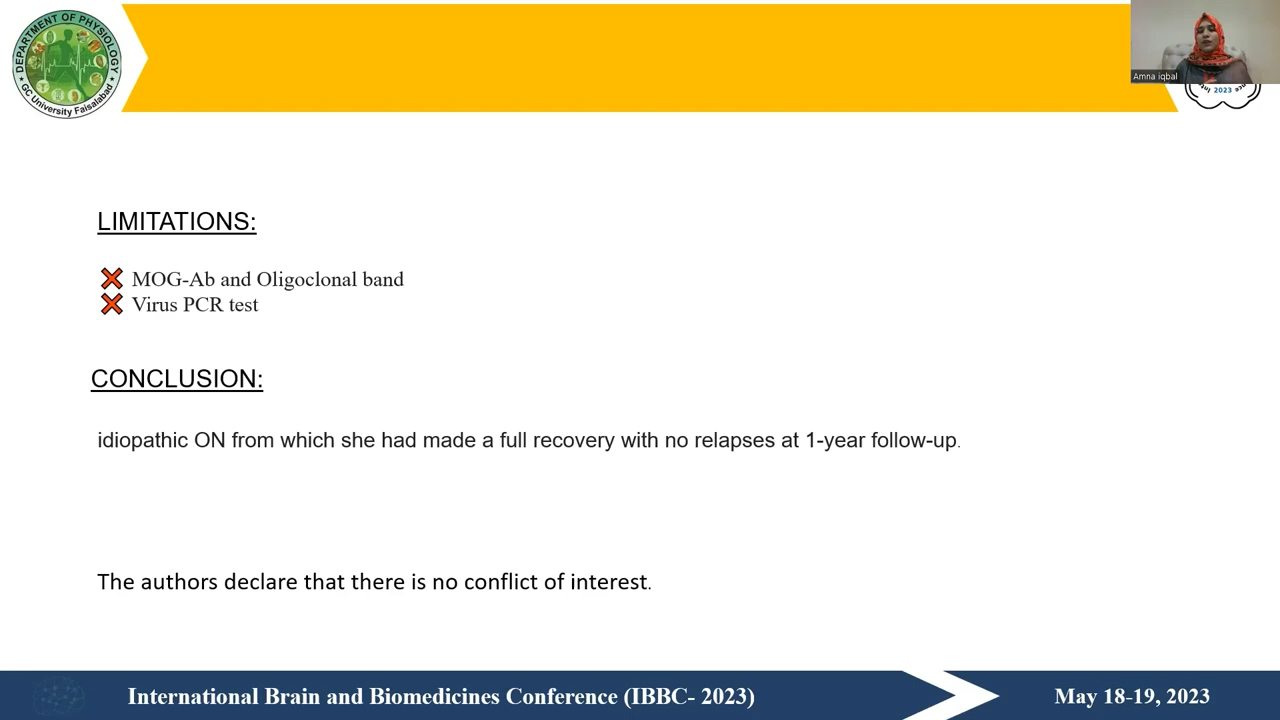 DEPARTMENT OF PHYSIOLOGY
GC University Faisalabad
Amna iqbal
2023
LIMITATIONS:
MOG-Ab and Oligoclonal band
Virus PCR test
CONCLUSION:
idiopathic ON from which she had made a full recovery with no relapses at 1-year follow-up.
The authors declare that there is no conflict of interest.
International Brain and Biomedicines Conference (IBBC- 2023)
May 18-19, 2023